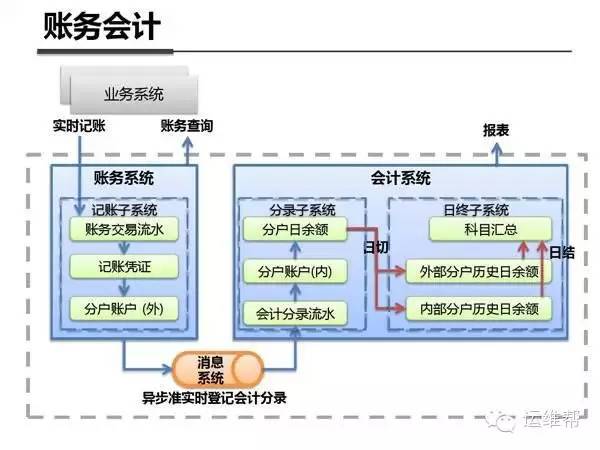 账务会计
业务系统
实时记账
账务查询
报表
账务系统
记账子系统
账务交易流水
记账凭证
分户账户 (外)
会计系统
分录子系统
分户日余额
分户账户(内)
会计分录流水
日切
日终子系统
科目汇总
日结
外部分户历史日余额
内部分户历史日余额
消息
系统
异步准实时登记会计分录
运维帮